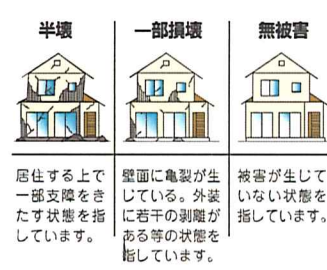 半壊
居住する上で
一部支障をき
たす状態を指
しています。
一部損壊
壁面に亀裂が生
じている。外装
に若干の剥離が
ある等の状態を
指しています。
無被害
被害が生じて
いない状態を
指しています。